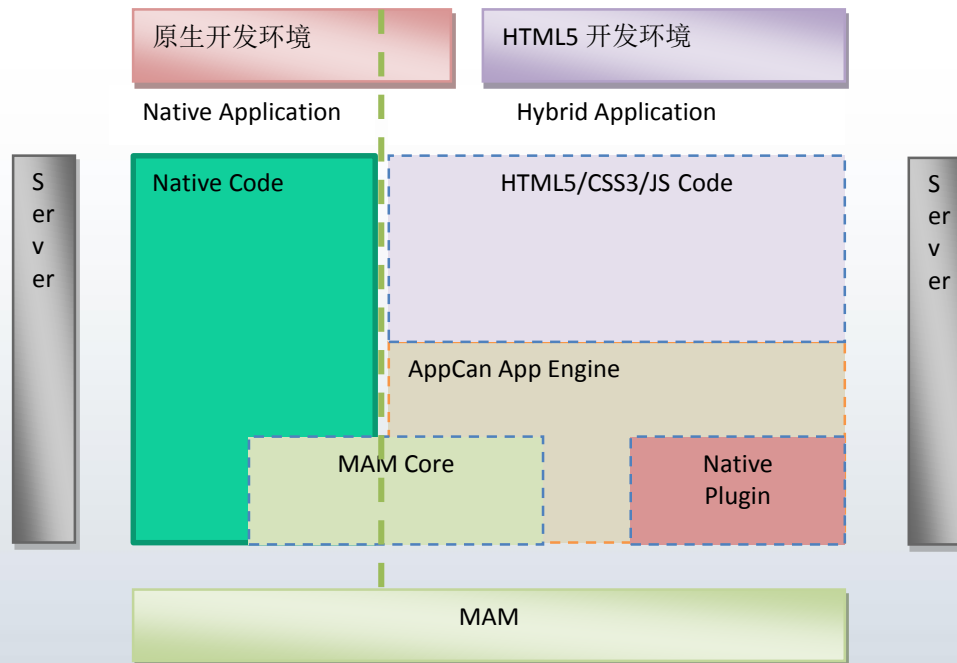 原生开发环境
HTML5 开发环境
Native Application
Hybrid Application
S
er
v
er
Native Code
HTML5/CSS3/JS Code
S
er
v
er
AppCan App Engine
MAM Core
Native
Plugin
MAM